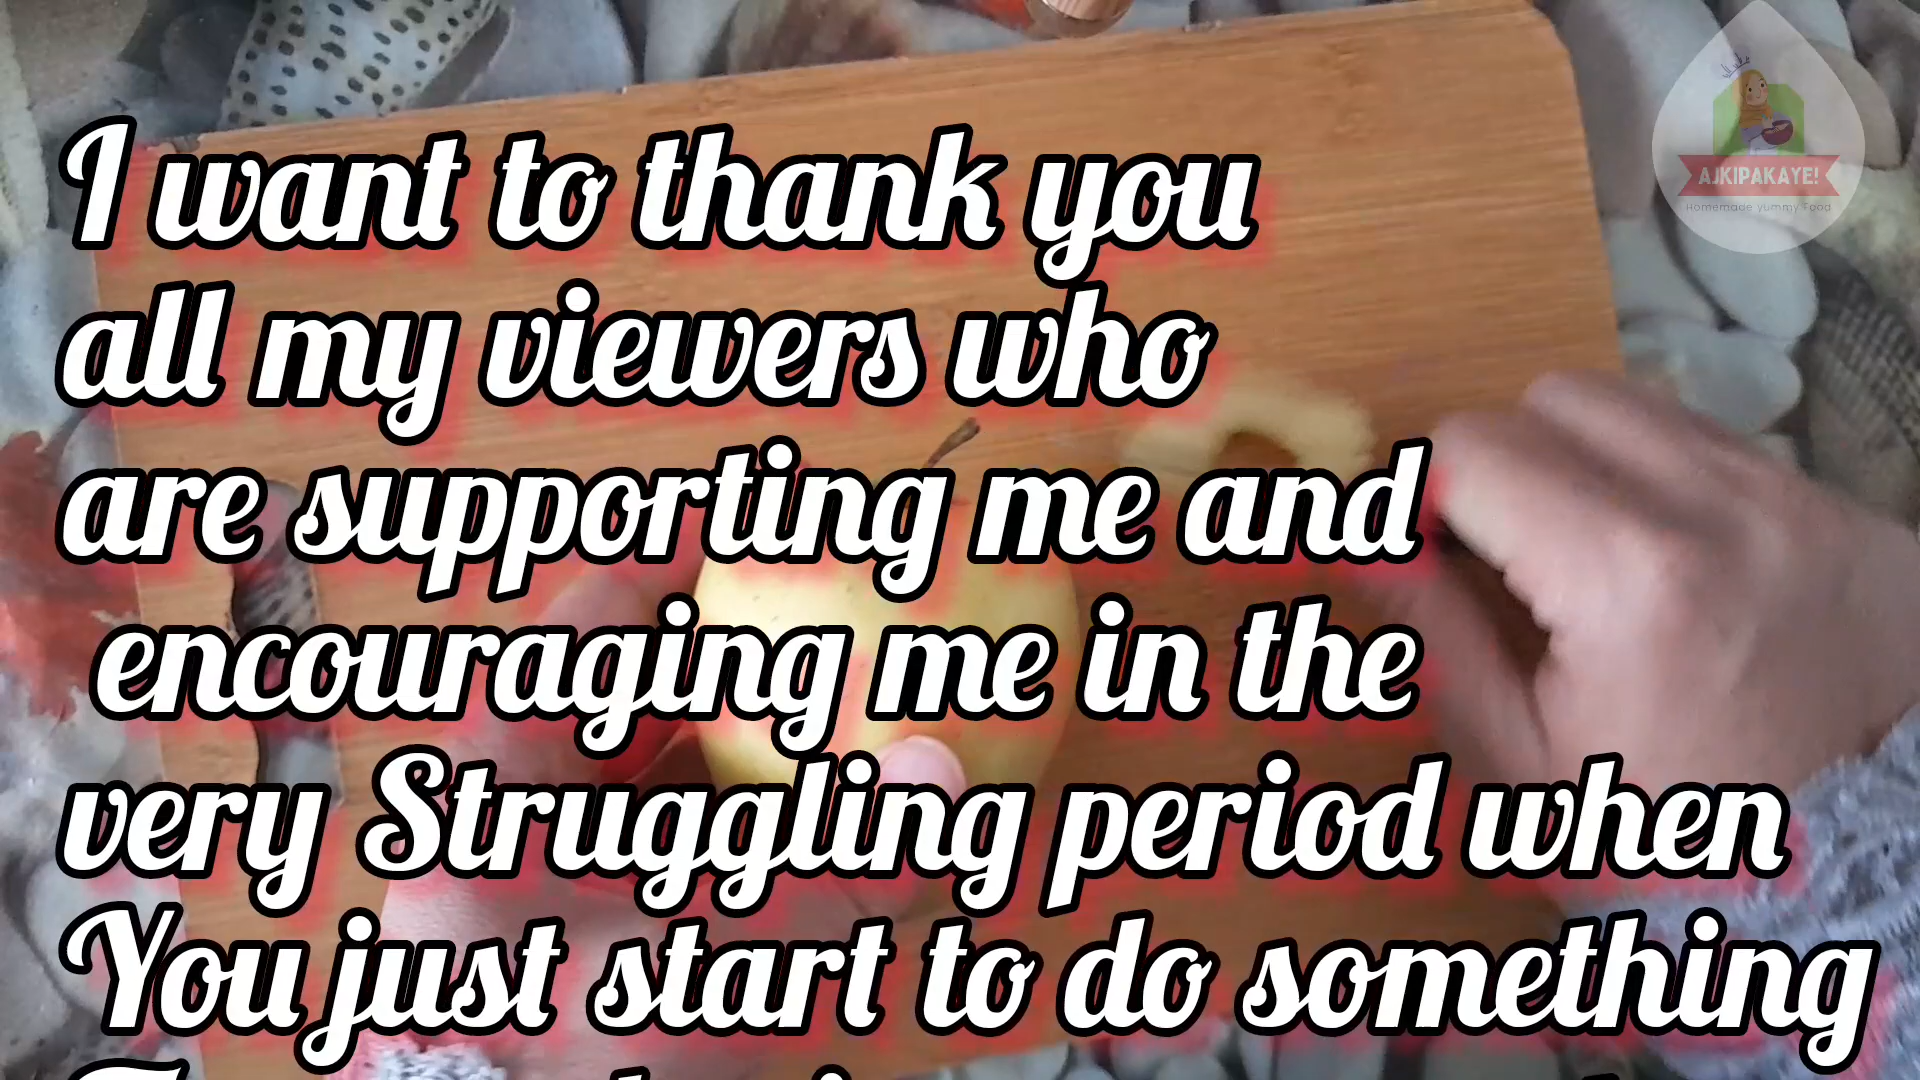 AJKIPAKAYE!
Homemade yummy Food
I want to thank you
all my viewers who
are supporting me and
encouraging me in the
very Struggling period when
You just start to do something